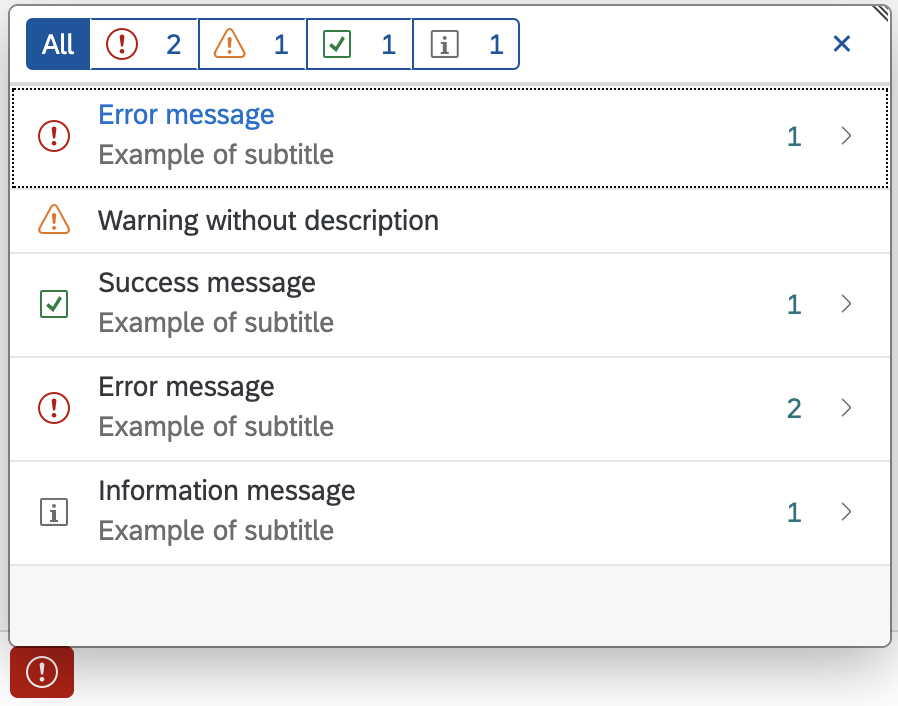 All 2 1 1 1
Error message
Example of subtitle
1
Warning without description
Success message
Example of subtitle
1
Error message
Example of subtitle
2
Information message
Example of subtitle
1